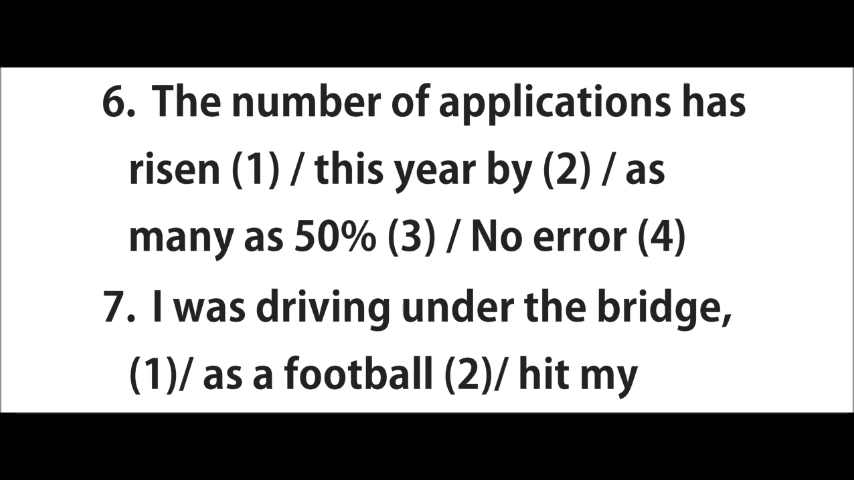 6. The number of applications has
risen (1) / this year by (2) / as
many as 50% (3) / No error (4)
7. I was driving under the bridge,
(1)/ as a football (2)/ hit my